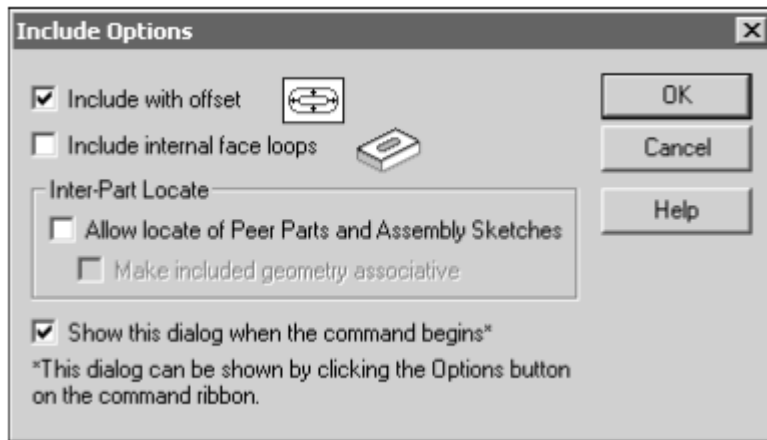 Include Options
Include with offset
OK
Include internal face loops
Cancel
Inter-Part Locate
Help
Allow locate of Peer Parts and Assembly Sketches
Make included geometry associative
Show this dialog when the command begins*
*This dialog can be shown by clicking the Options button
on the command ribbon.